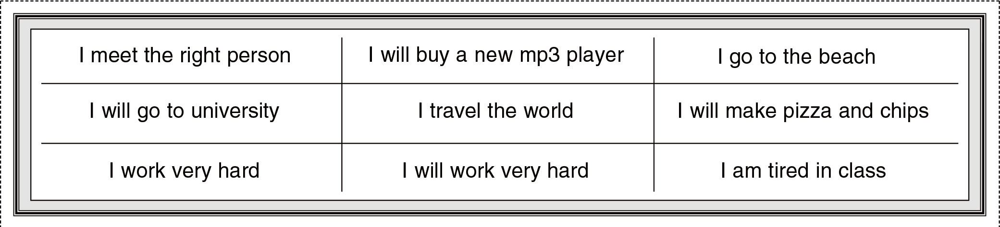 I meet the right person
I will buy a new mp3 player
I go to the beach
I will go to university
I travel the world
I will make pizza and chips
I work very hard
I will work very hard
I am tired in class